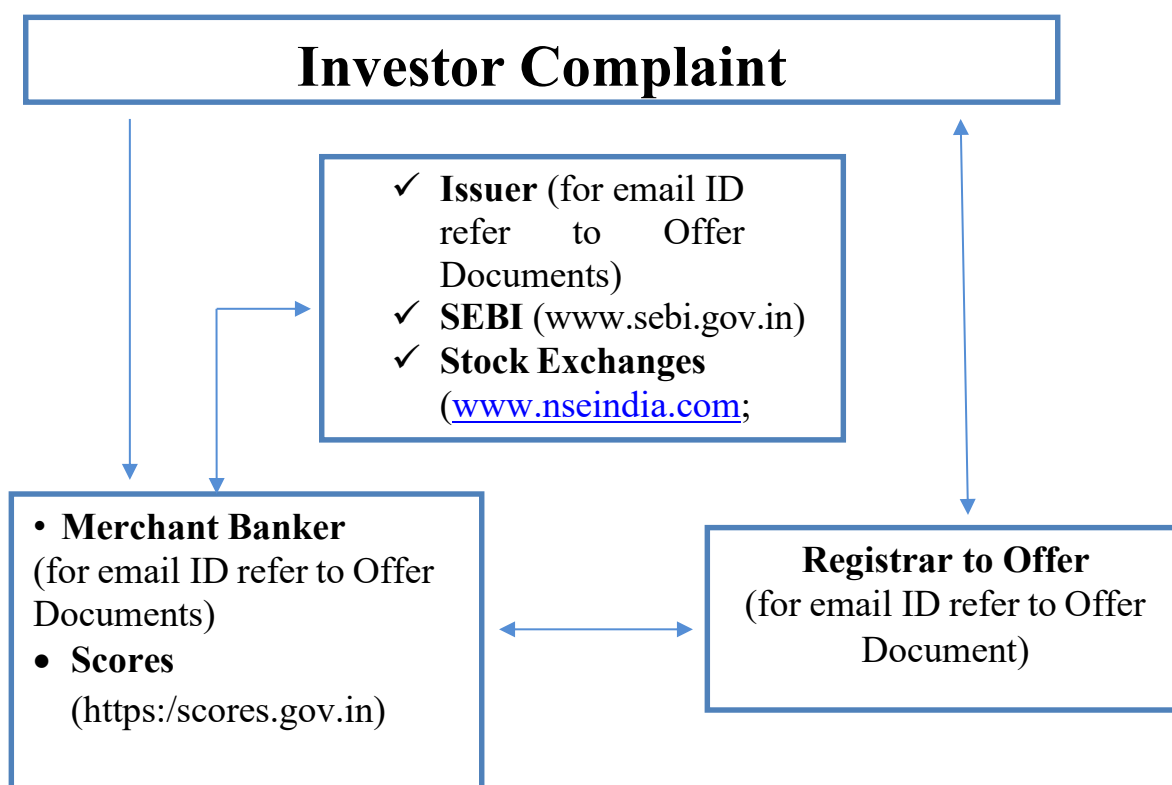 Investor Complaint
✓ Issuer (for email ID
refer to Offer
Documents)
✓ SEBI (www.sebi.gov.in)
✓ Stock Exchanges
(www.nseindia.com;
• Merchant Banker
(for email ID refer to Offer
Documents)
• Scores
(https:/scores.gov.in)
Registrar to Offer
(for email ID refer to Offer
Document)